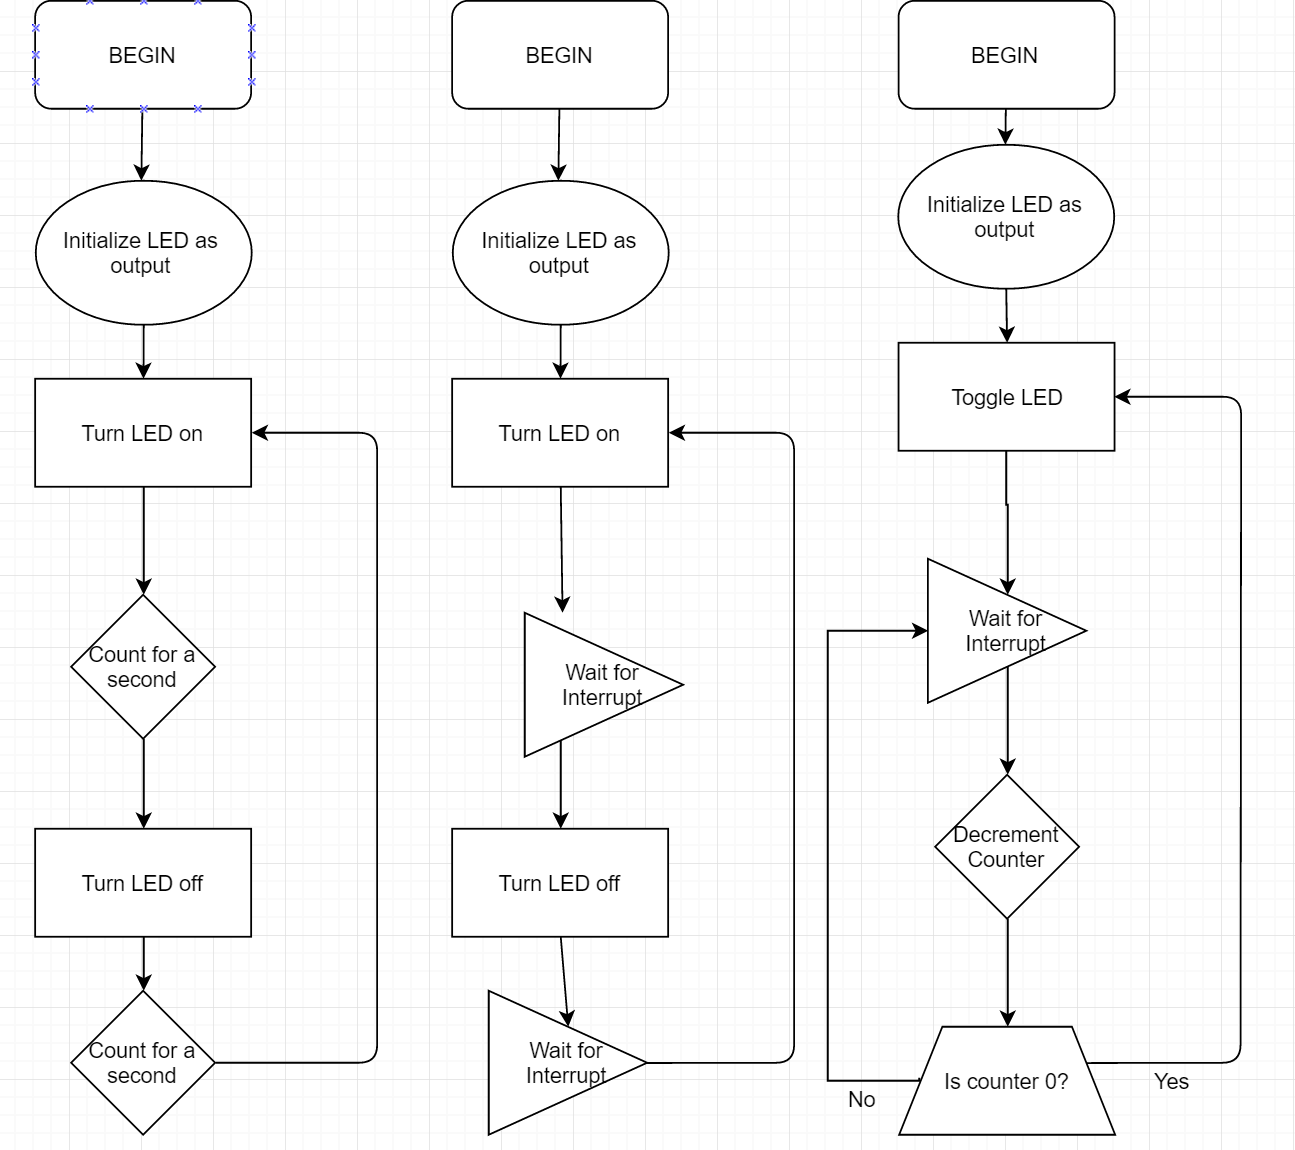 BEGIN
Initialize LED as
output
Turn LED on
Count for a
second
Turn LED off
Count for a
second
BEGIN
Initialize LED as
output
Turn LED on
Wait for
Interrupt
Turn LED off
Wait for
Interrupt
BEGIN
Initialize LED as
output
Toggle LED
Wait for
Interrupt
Decrement
Counter
Is counter 0?
No
Yes